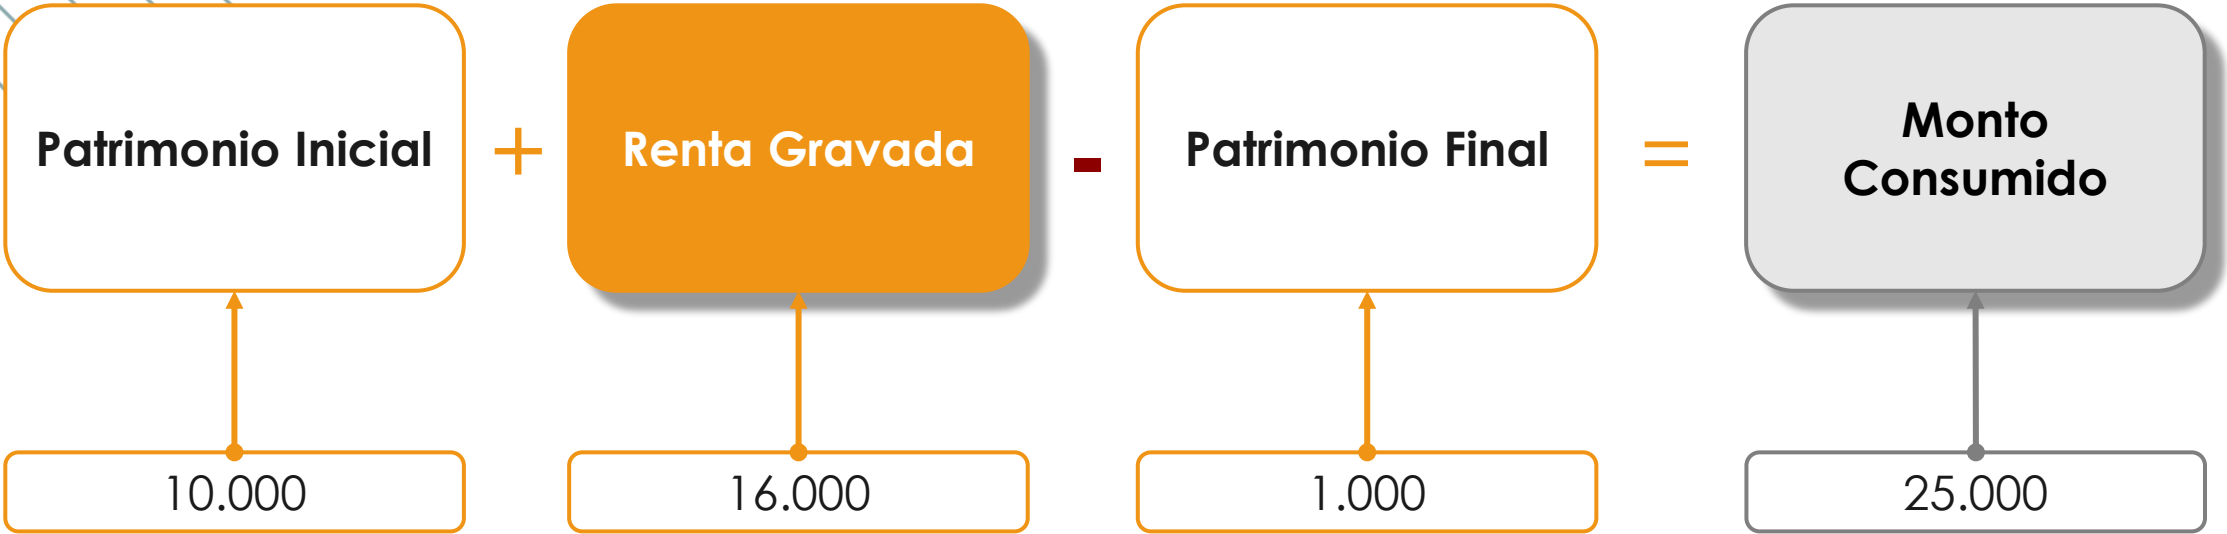 Patrimonio Inicial
+
Renta Gravada
-
Patrimonio Final
=
Monto
Consumido
10.000
16.000
1.000
25.000